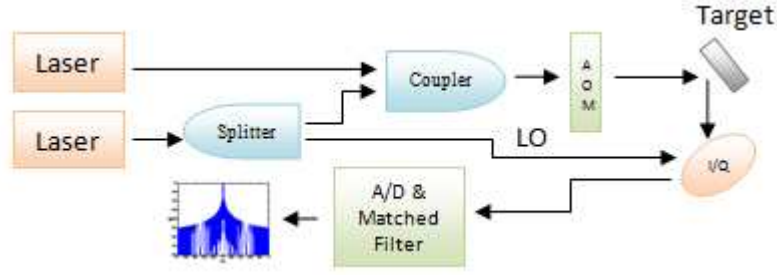 Target
Laser
Coupler
A
O
M
Laser
Splitter
LO
I/Q
A/D &
Matched
Filter